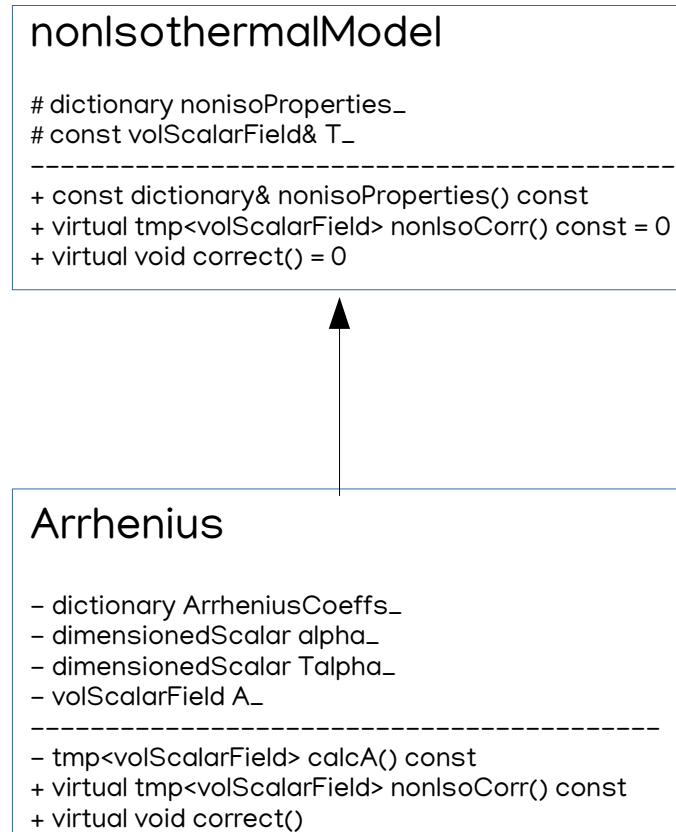 nonIsothermalModel
# dictionary nonisoProperties_
# const volScalarField& T_
--------------------------------------------
+ const dictionary& nonisoProperties() const
+ virtual tmp<volScalarField> nonIsoCorr() const = 0
+ virtual void correct() = 0
Arrhenius
- dictionary ArrheniusCoeffs_
- dimensionedScalar alpha_
- dimensionedScalar Talpha_
- volScalarField A_
-------------------------------------------
- tmp<volScalarField> calcA() const
+ virtual tmp<volScalarField> nonIsoCorr() const
+ virtual void correct()